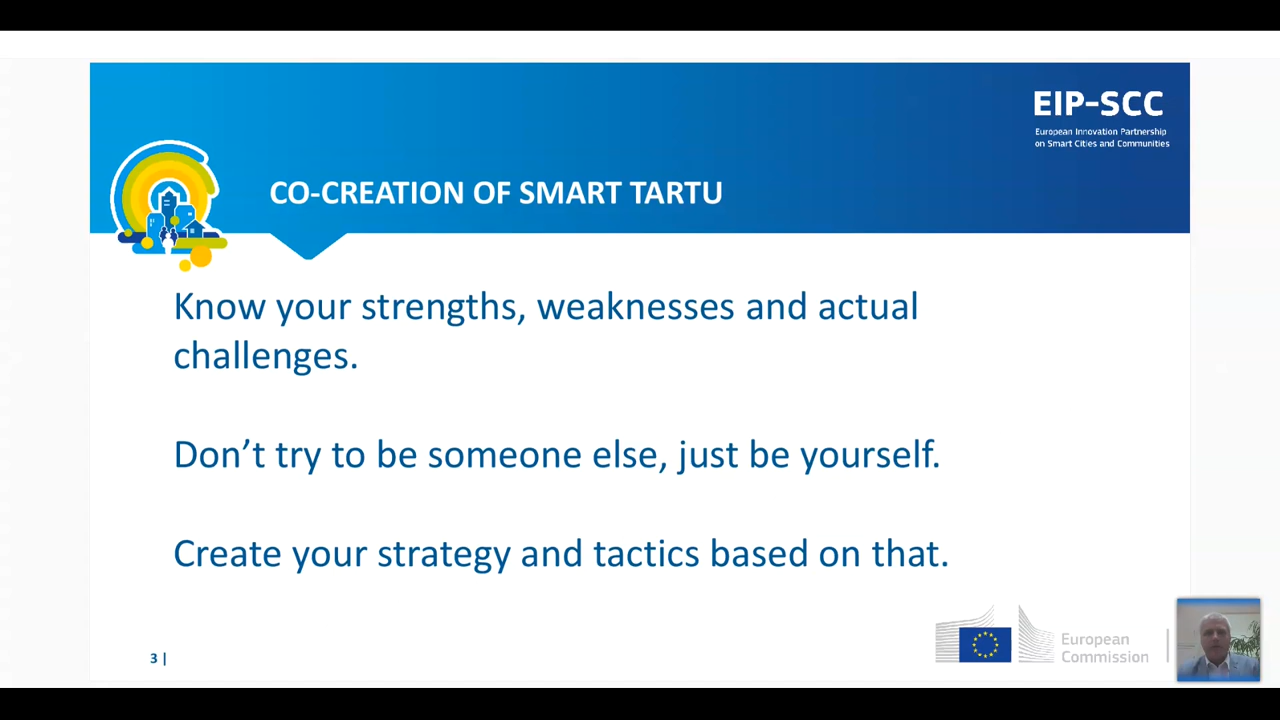 EIP-SCC
European Innovation Partnership
on Smart Cities and Communities
CO-CREATION OF SMART TARTU
Know your strengths, weaknesses and actual
challenges.
Don’t try to be someone else, just be yourself.
Create your strategy and tactics based on that.
3 |
European
Commission